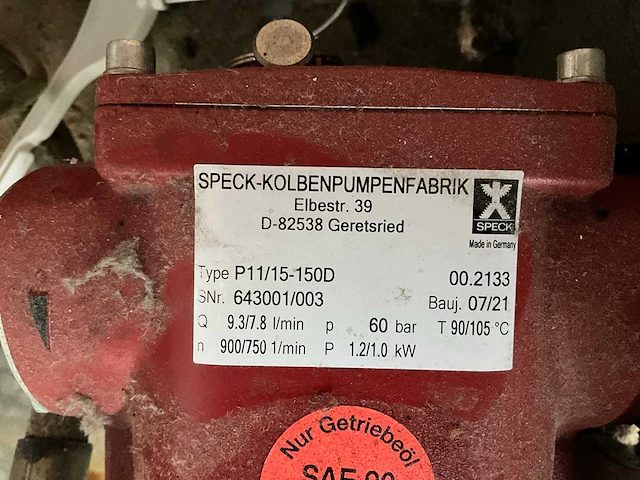 SPECK-KOLBENPUMPENFABRIK
Elbestr. 39
D-82538 Geretsried
SPECK
Made in Germany
Type P11/15-150D 00.2133
SNr. 643001/003 Bauj. 07/21
Q 9.3/7.8 l/min p 60 bar T 90/105 °C
n 900/750 1/min P 1.2/1.0 kW
Nur Getriebeöl
SAE 90